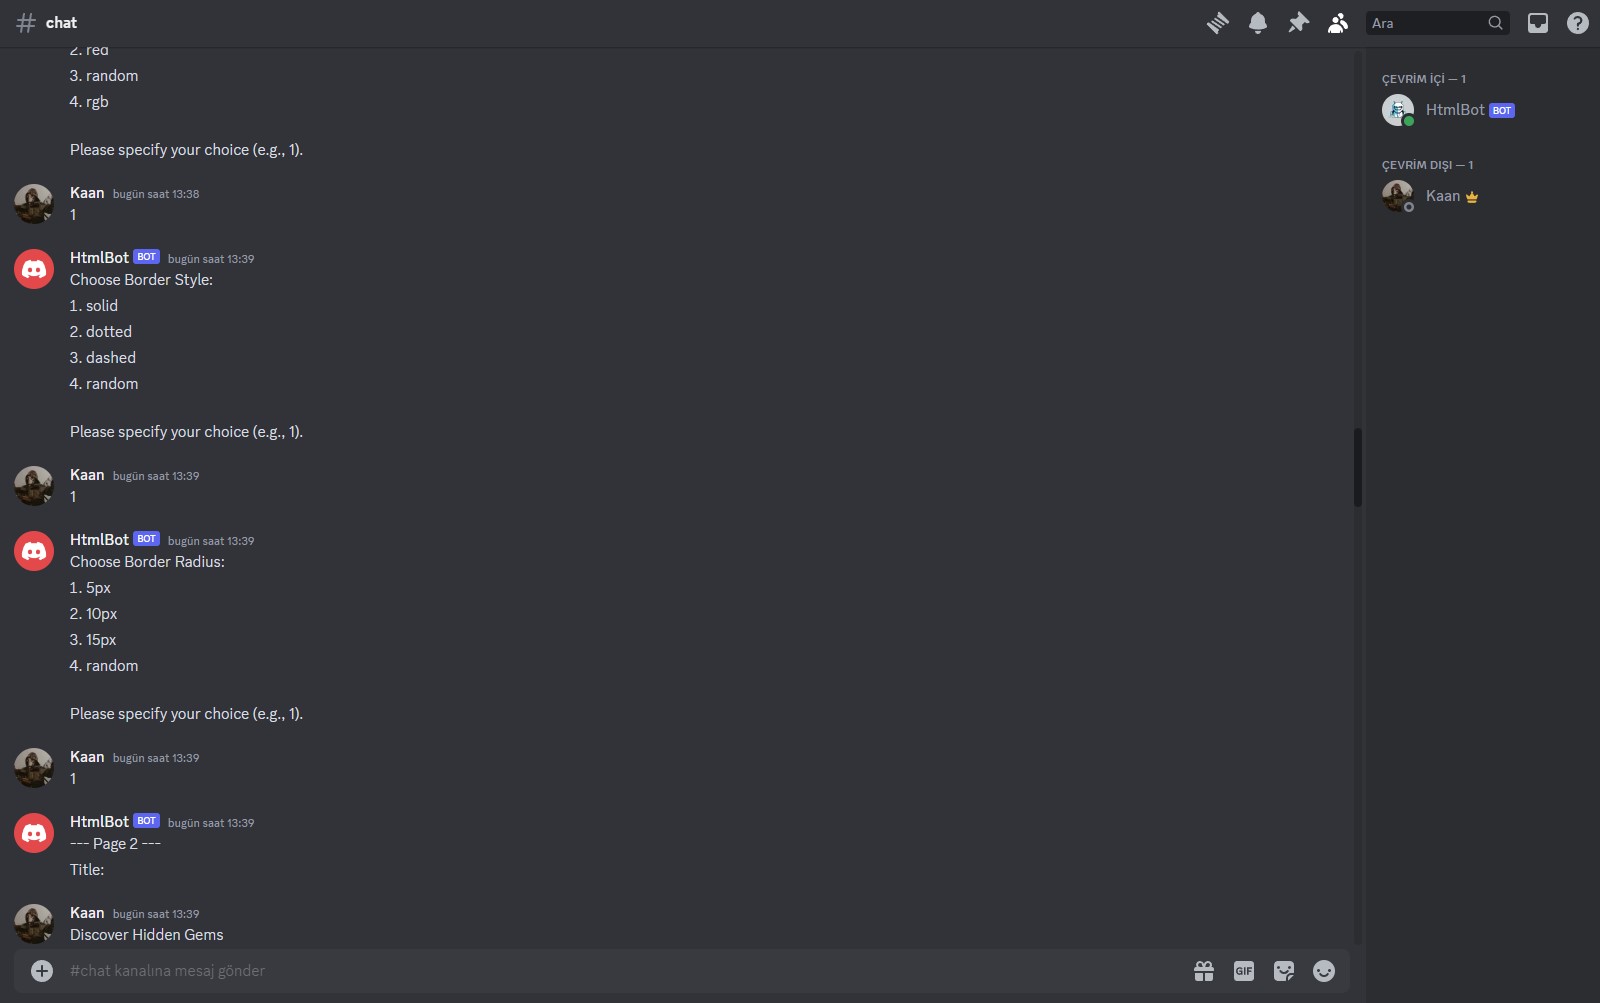 chat
Ara
2. red
3. random
4. rgb
Please specify your choice (e.g., 1).
Kaan bugün saat 13:38
1
HtmlBot BOT bugün saat 13:39
Choose Border Style:
1. solid
2. dotted
3. dashed
4. random
Please specify your choice (e.g., 1).
Kaan bugün saat 13:39
1
HtmlBot BOT bugün saat 13:39
Choose Border Radius:
1. 5px
2. 10px
3. 15px
4. random
Please specify your choice (e.g., 1).
Kaan bugün saat 13:39
1
HtmlBot BOT bugün saat 13:39
--- Page 2 ---
Title:
Kaan bugün saat 13:39
Discover Hidden Gems
#chat kanalına mesaj gönder
GIF
ÇEVRİM İÇİ — 1
HtmlBot BOT
ÇEVRİM DIŞI — 1
Kaan